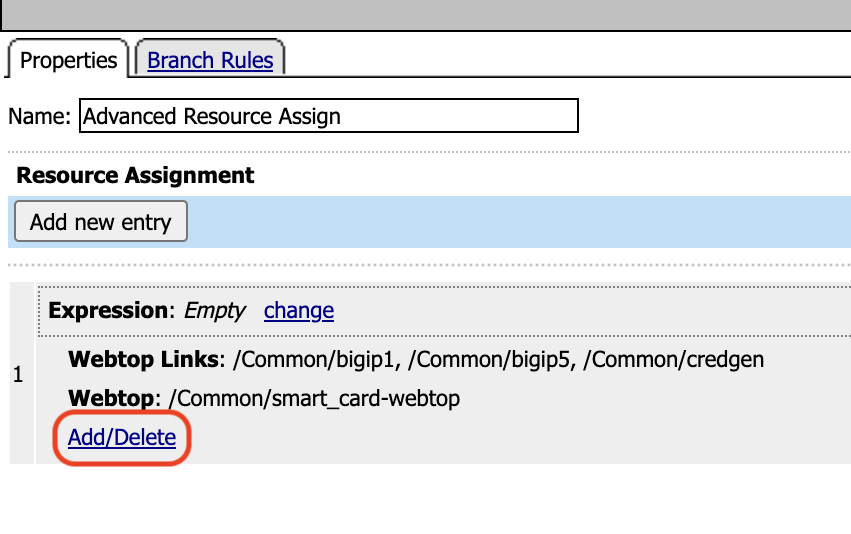 Properties Branch Rules
Name: Advanced Resource Assign
Resource Assignment
Add new entry
Expression: Empty change
1
Webtop Links: /Common/bigip1, /Common/bigip5, /Common/credgen
Webtop: /Common/smart_card-webtop
Add/Delete